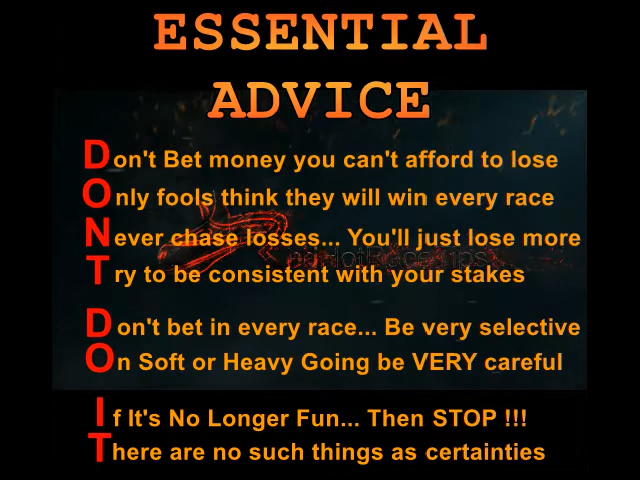 ESSENTIAL
ADVICE
Don't Bet money you can't afford to lose
Only fools think they will win every race
Never chase losses... You'll just lose more
Try to be consistent with your stakes
Don't bet in every race... Be very selective
On Soft or Heavy Going be VERY careful
If It's No Longer Fun... Then STOP !!!
There are no such things as certainties